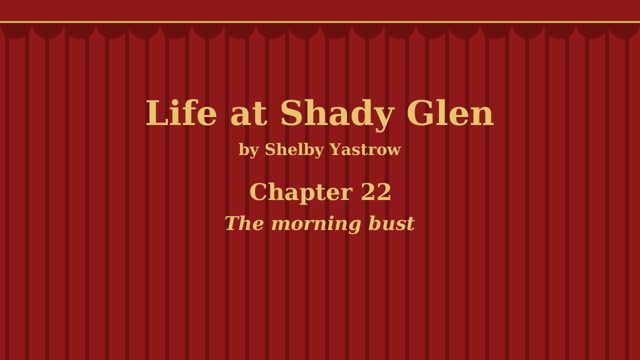 Life at Shady Glen
by Shelby Yastrow
Chapter 22
The morning bust